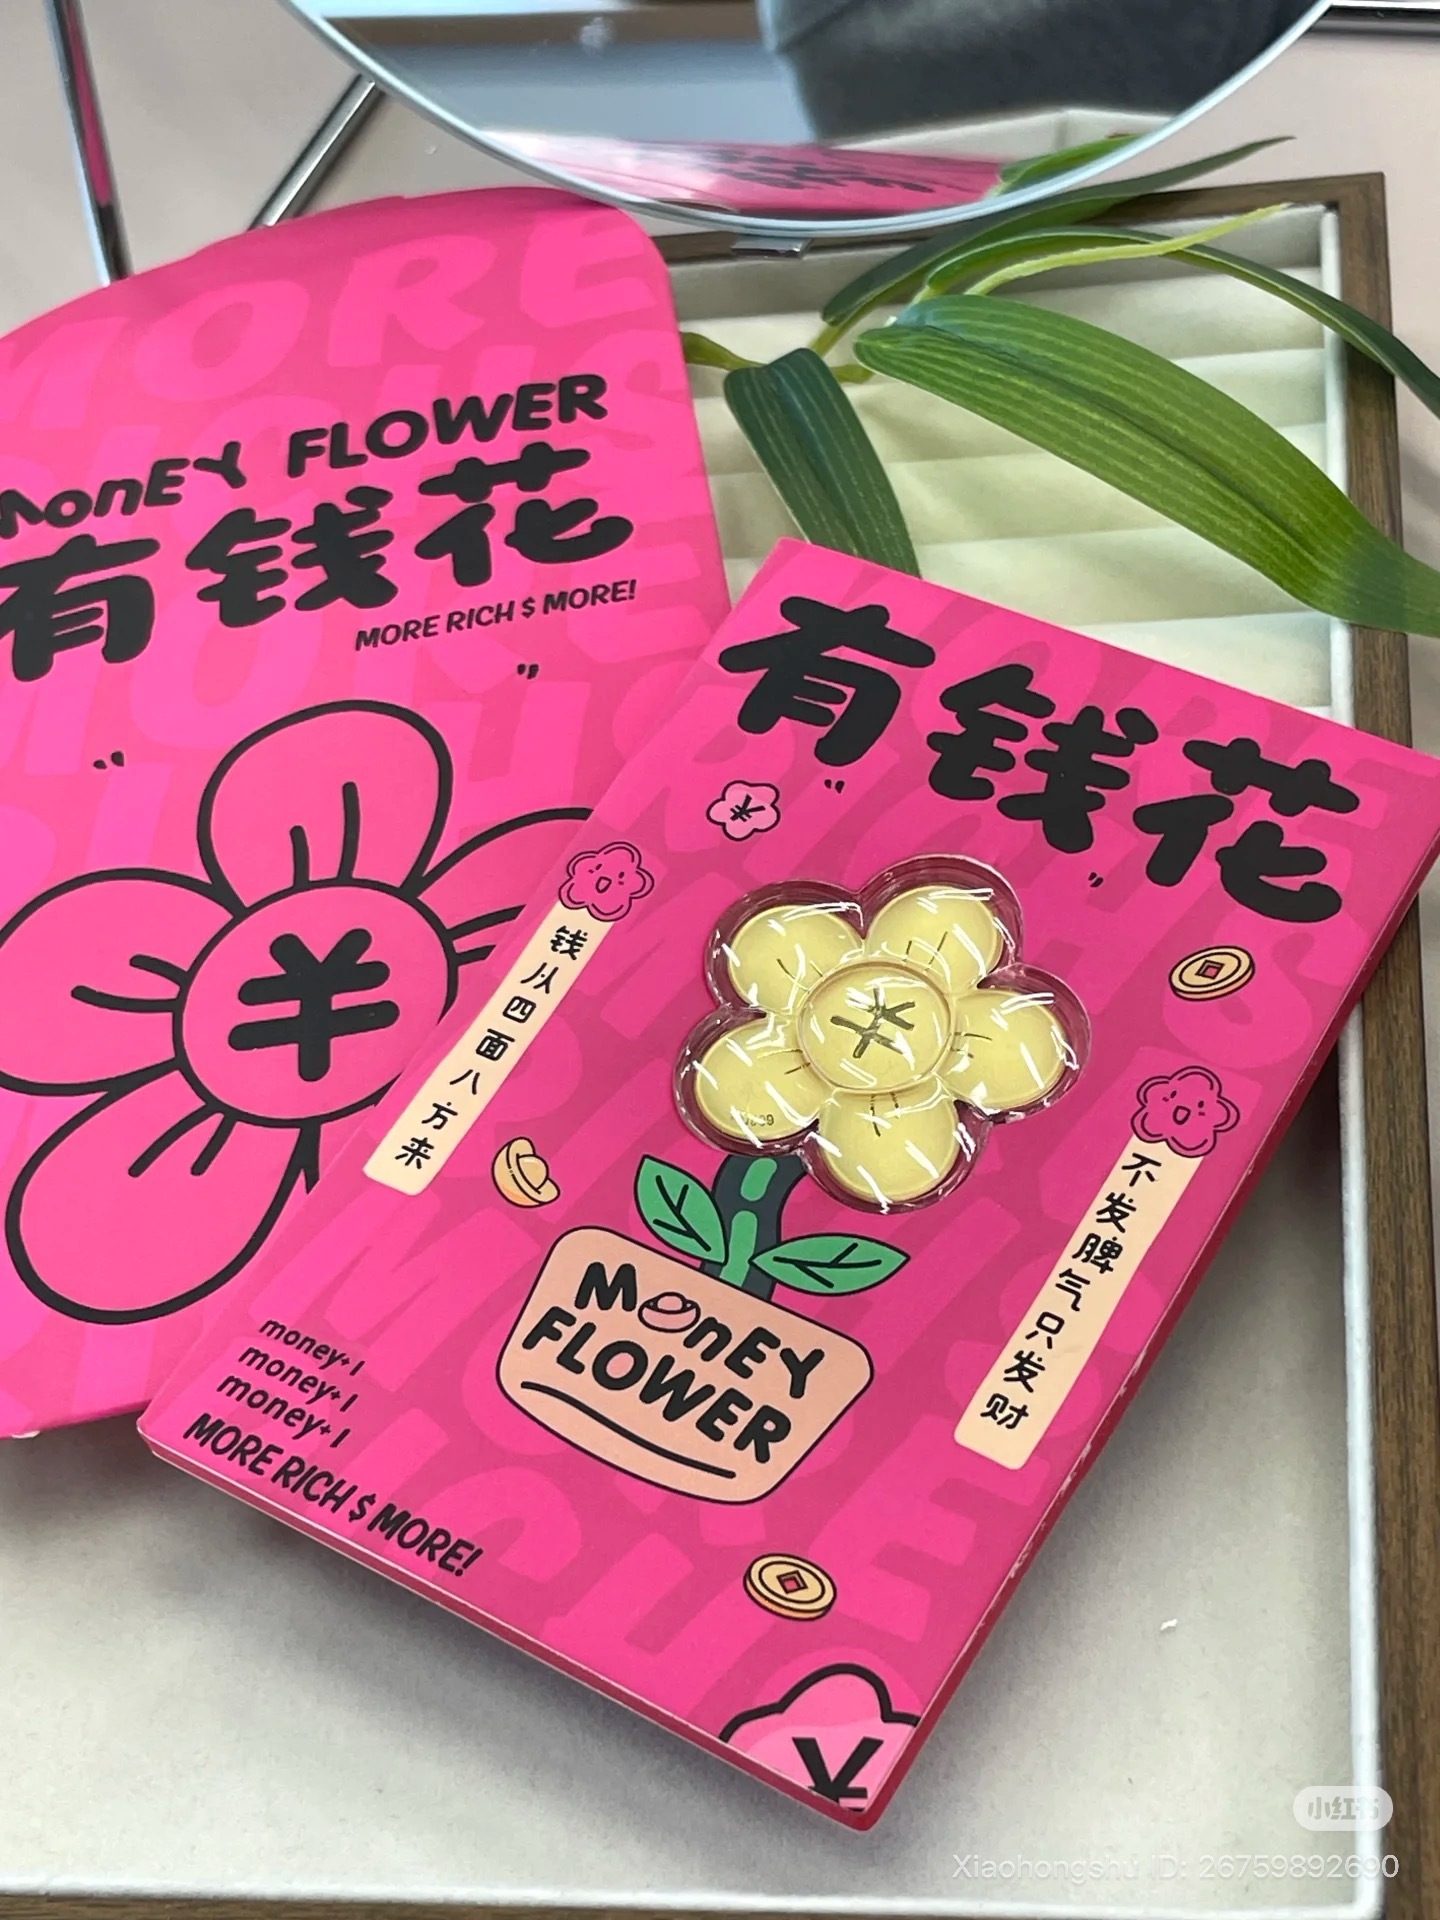 MonEY FLOWER
有钱花
MORE RICH $ MORE!
¥
有钱花
¥
钱从四面八方来
¥
不发脾气只发财
MonEY
FLOWER
money+1
money+1
money+1
MORE RICH $ MORE!
¥
小红书
Xiaohongshu ID: 26759892690